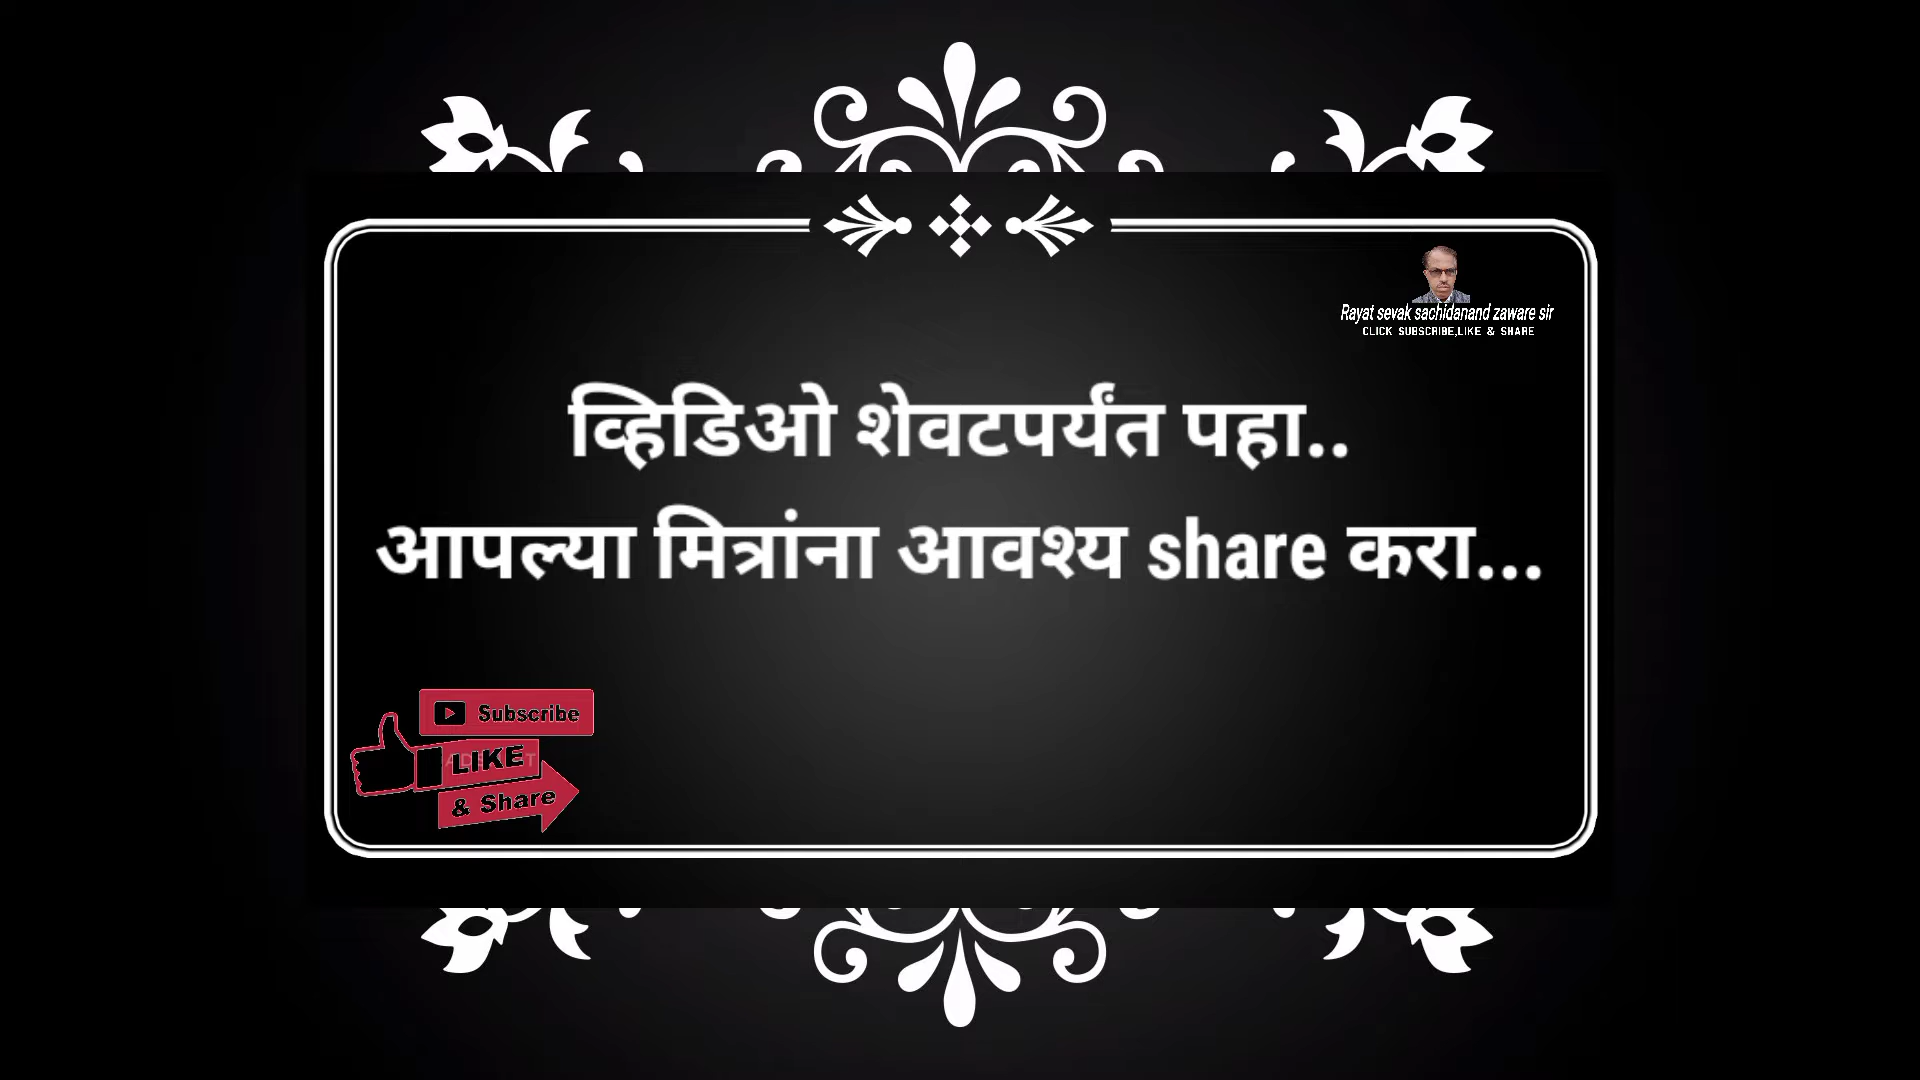 Rayat sevak sachidanand zaware sir
CLICK SUBSCRIBE,LIKE & SHARE
व्हिडिओ शेवटपर्यंत पहा..
आपल्या मित्रांना आवश्य share करा...
Subscribe
LIKE
& Share